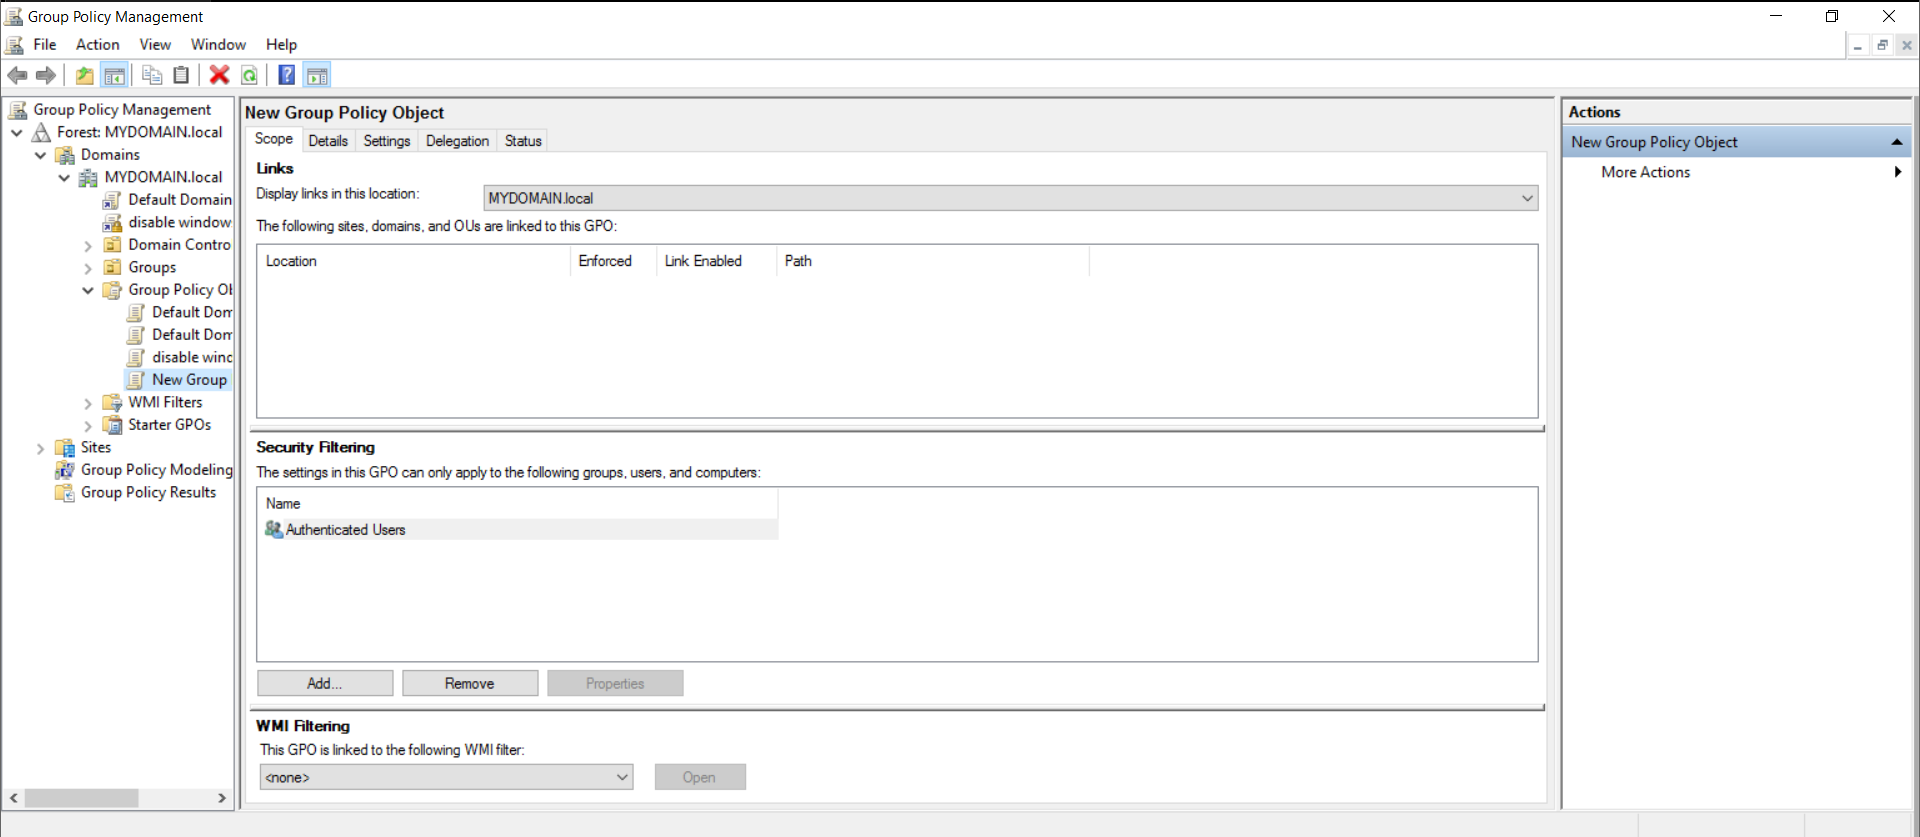 Group Policy Management
File Action View Window Help
Group Policy Management
Forest: MYDOMAIN.local
Domains
MYDOMAIN.local
Default Domain
disable window
Domain Contro
Groups
Group Policy Ob
Default Dom
Default Dom
disable wind
New Group
WMI Filters
Starter GPOs
Sites
Group Policy Modeling
Group Policy Results
New Group Policy Object
Scope Details Settings Delegation Status
Links
Display links in this location: MYDOMAIN.local
The following sites, domains, and OUs are linked to this GPO:
Location Enforced Link Enabled Path
Security Filtering
The settings in this GPO can only apply to the following groups, users, and computers:
Name
Authenticated Users
Add... Remove Properties
WMI Filtering
This GPO is linked to the following WMI filter:
<none> Open
Actions
New Group Policy Object
More Actions